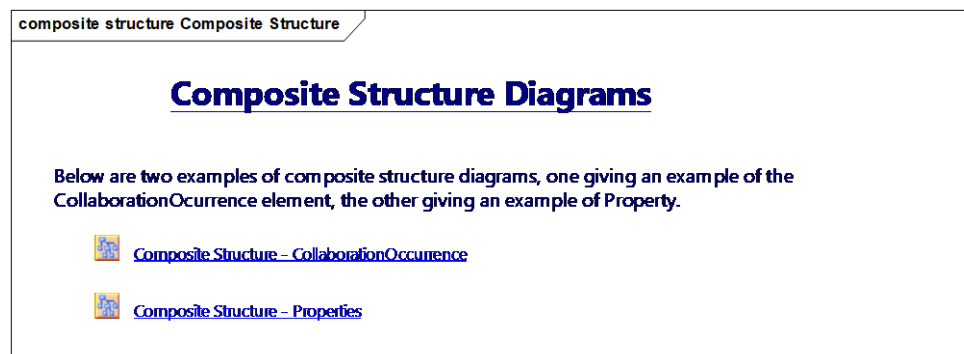 composite structure Composite Structure
Composite Structure Diagrams
Below are two examples of composite structure diagrams, one giving an example of the
CollaborationOcurrence element, the other giving an example of Property.
Composite Structure – CollaborationOccurrence
Composite Structure – Properties